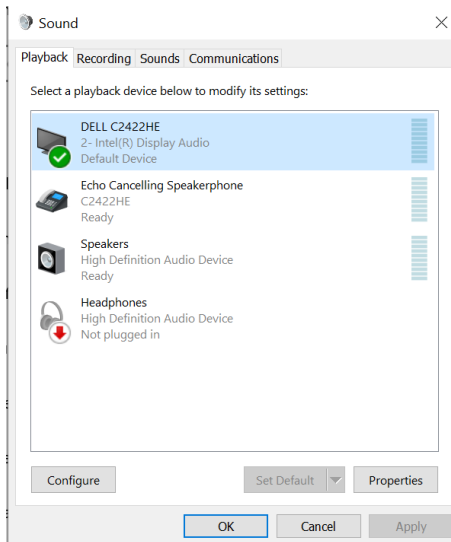 Sound
Playback Recording Sounds Communications
Select a playback device below to modify its settings:
DELL C2422HE
2- Intel(R) Display Audio
Default Device
Echo Cancelling Speakerphone
C2422HE
Ready
Speakers
High Definition Audio Device
Ready
Headphones
High Definition Audio Device
Not plugged in
Configure Set Default Properties
OK Cancel Apply